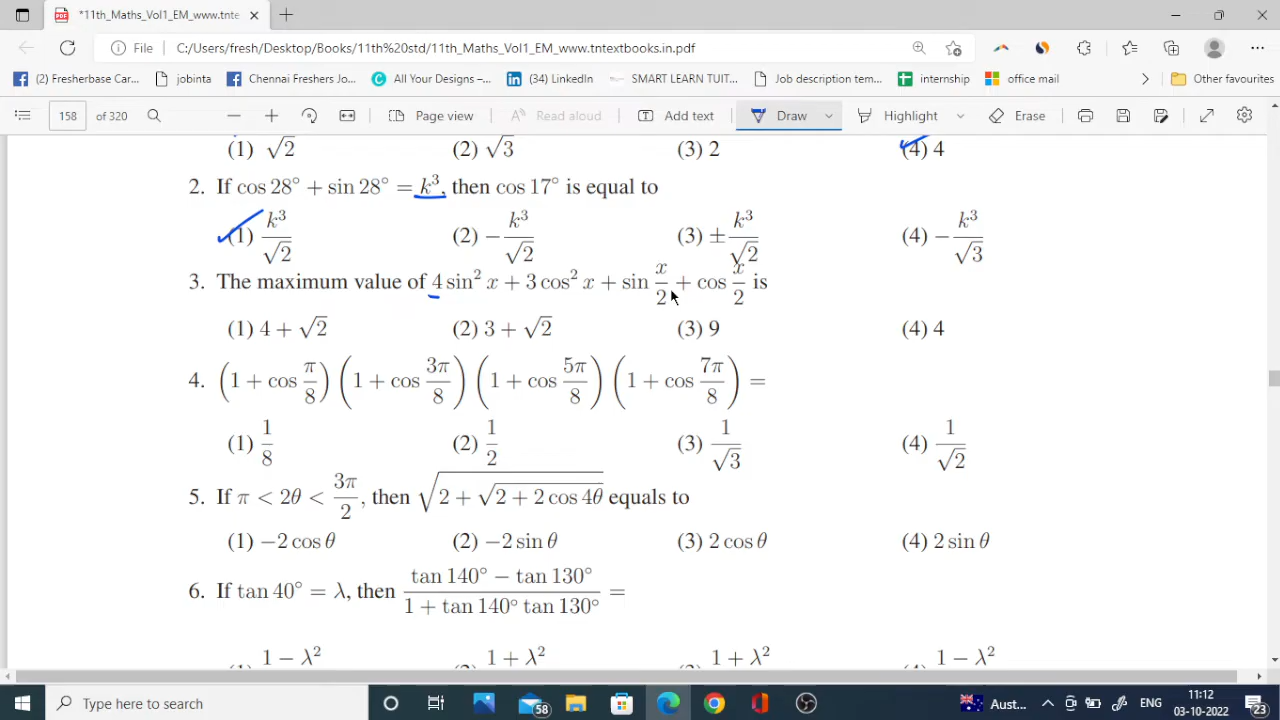 *11th_Maths_Vol1_EM_www.tnte
File C:/Users/fresh/Desktop/Books/11th%20std/11th_Maths_Vol1_EM_www.tntextbooks.in.pdf
(2) Fresherbase Car... jobinta Chennai Freshers Jo... All Your Designs –... (34) LinkedIn SMART LEARN TUIT... Job description tem... internship office mail Other favourites
158 of 320 Page view Read aloud Add text Draw Highlight Erase
(1) √2 (2) √3 (3) 2 (4) 4
2. If cos 28° + sin 28° = k³, then cos 17° is equal to
(1) k³/√2 (2) −k³/√2 (3) ±k³/√2 (4) −k³/√3
3. The maximum value of 4 sin² x + 3 cos² x + sin x/2 + cos x/2 is
(1) 4 + √2 (2) 3 + √2 (3) 9 (4) 4
4. (1 + cos π/8) (1 + cos 3π/8) (1 + cos 5π/8) (1 + cos 7π/8) =
(1) 1/8 (2) 1/2 (3) 1/√3 (4) 1/√2
5. If π < 2θ < 3π/2, then √(2 + √(2 + 2 cos 4θ)) equals to
(1) −2 cos θ (2) −2 sin θ (3) 2 cos θ (4) 2 sin θ
6. If tan 40° = λ, then (tan 140° − tan 130°)/(1 + tan 140° tan 130°) =
1 − λ² 1 + λ² 1 + λ² 1 − λ²
Type here to search 58 Aust... ENG 11:12 03-10-2022 23